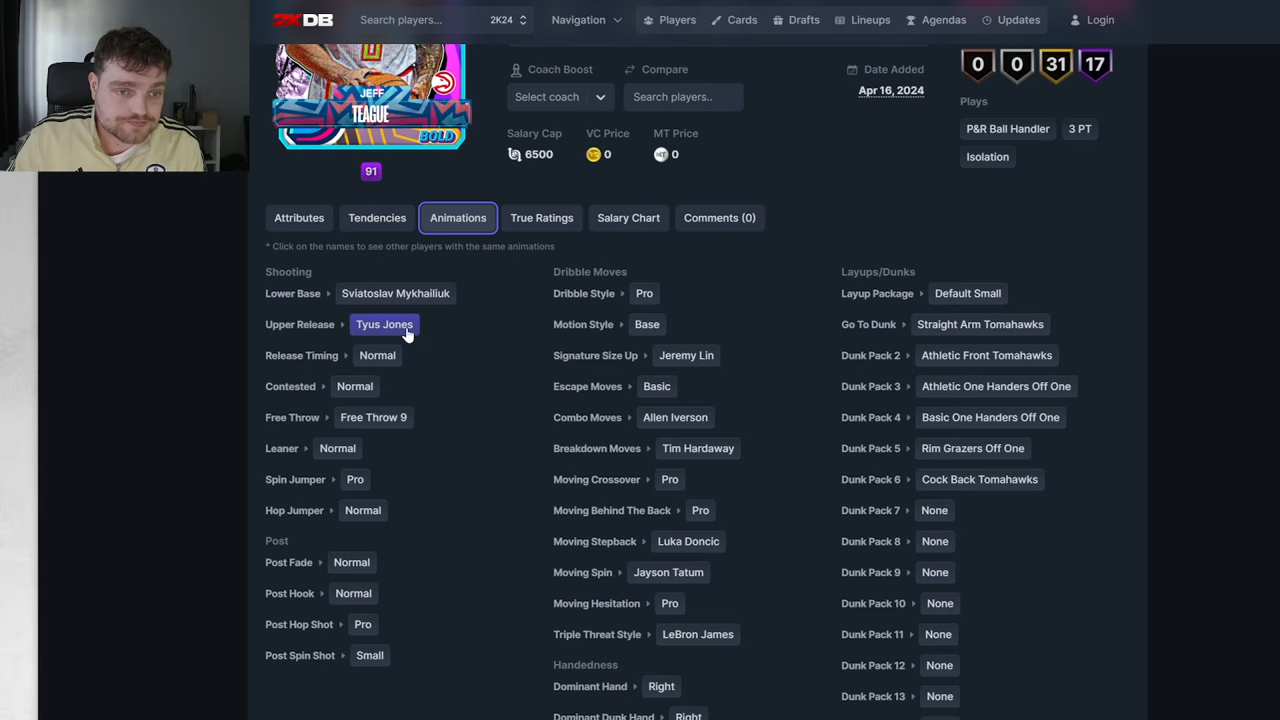 2KDB
Search players...
2K24
Navigation
Players
Cards
Drafts
Lineups
Agendas
Updates
Login
JEFF
TEAGUE
BOLD
91
Coach Boost
Compare
Select coach
Search players..
Salary Cap
VC Price
MT Price
6500
0
0
Date Added
Apr 16, 2024
0
0
31
17
Plays
P&R Ball Handler
3 PT
Isolation
Attributes
Tendencies
Animations
True Ratings
Salary Chart
Comments (0)
* Click on the names to see other players with the same animations
Shooting
Lower Base Sviatoslav Mykhailiuk
Upper Release Tyus Jones
Release Timing Normal
Contested Normal
Free Throw Free Throw 9
Leaner Normal
Spin Jumper Pro
Hop Jumper Normal
Post
Post Fade Normal
Post Hook Normal
Post Hop Shot Pro
Post Spin Shot Small
Dribble Moves
Dribble Style Pro
Motion Style Base
Signature Size Up Jeremy Lin
Escape Moves Basic
Combo Moves Allen Iverson
Breakdown Moves Tim Hardaway
Moving Crossover Pro
Moving Behind The Back Pro
Moving Stepback Luka Doncic
Moving Spin Jayson Tatum
Moving Hesitation Pro
Triple Threat Style LeBron James
Handedness
Dominant Hand Right
Dominant Dunk Hand Right
Layups/Dunks
Layup Package Default Small
Go To Dunk Straight Arm Tomahawks
Dunk Pack 2 Athletic Front Tomahawks
Dunk Pack 3 Athletic One Handers Off One
Dunk Pack 4 Basic One Handers Off One
Dunk Pack 5 Rim Grazers Off One
Dunk Pack 6 Cock Back Tomahawks
Dunk Pack 7 None
Dunk Pack 8 None
Dunk Pack 9 None
Dunk Pack 10 None
Dunk Pack 11 None
Dunk Pack 12 None
Dunk Pack 13 None